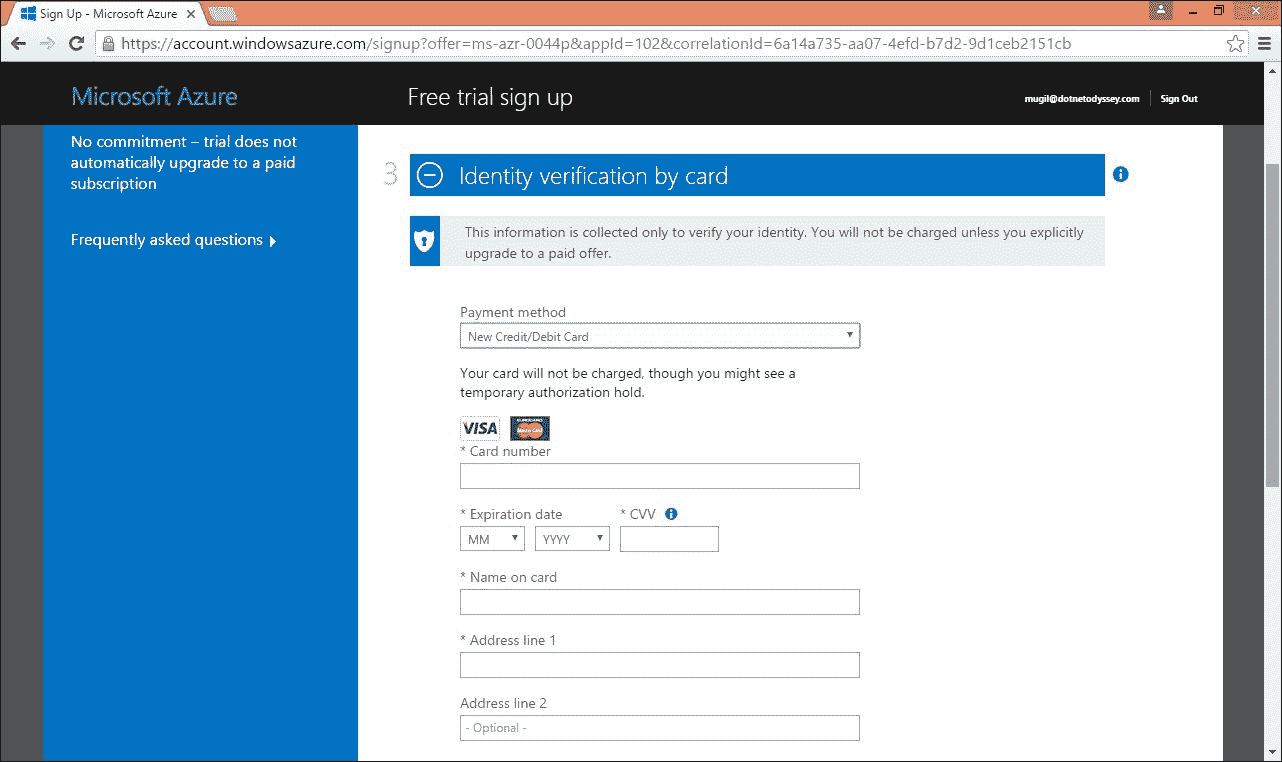 Sign Up - Microsoft Azure
https://account.windowsazure.com/signup?offer=ms-azr-0044p&appId=102&correlationId=6a14a735-aa07-4efd-b7d2-9d1ceb2151cb
Microsoft Azure
Free trial sign up
mugil@dotnetodyssey.com
Sign Out
No commitment – trial does not
automatically upgrade to a paid
subscription
Frequently asked questions
3
Identity verification by card
This information is collected only to verify your identity. You will not be charged unless you explicitly
upgrade to a paid offer.
Payment method
New Credit/Debit Card
Your card will not be charged, though you might see a
temporary authorization hold.
VISA
* Card number
* Expiration date
* CVV
MM
YYYY
* Name on card
* Address line 1
Address line 2
- Optional -